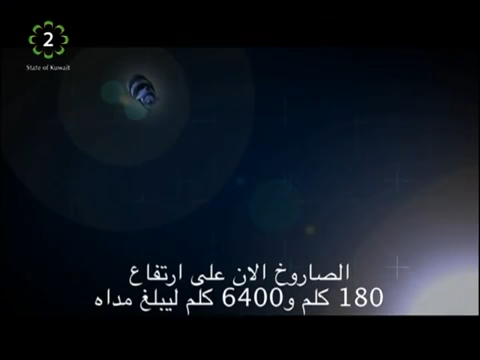 2
State of Kuwait
الصاروخ الان على ارتفاع
180 كلم و6400 كلم ليبلغ مداه